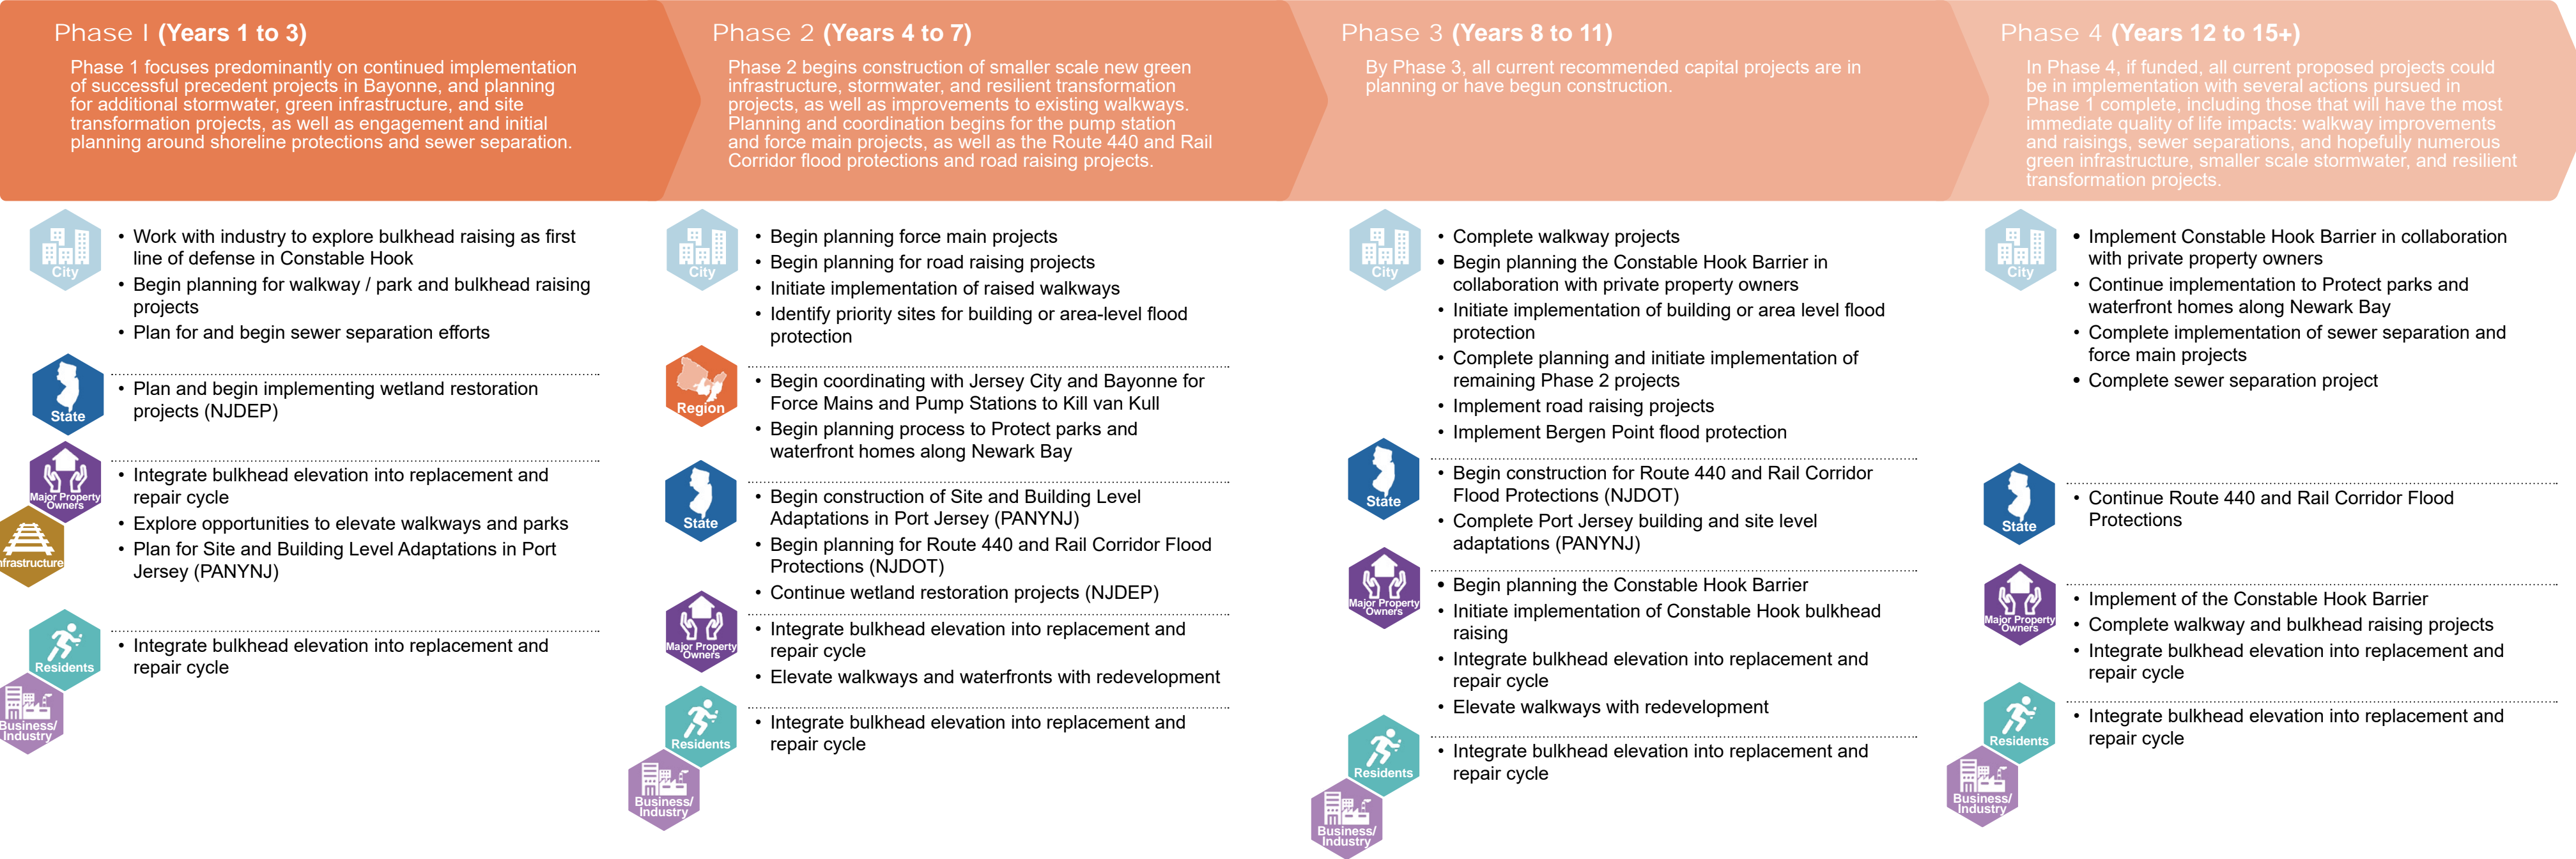 Phase I (Years 1 to 3)
Phase 1 focuses predominantly on continued implementation
of successful precedent projects in Bayonne, and planning
for additional stormwater, green infrastructure, and site
transformation projects, as well as engagement and initial
planning around shoreline protections and sewer separation.
City
• Work with industry to explore bulkhead raising as first
line of defense in Constable Hook
• Begin planning for walkway / park and bulkhead raising
projects
• Plan for and begin sewer separation efforts
State
• Plan and begin implementing wetland restoration
projects (NJDEP)
Major Property
Owners
nfrastructure
• Integrate bulkhead elevation into replacement and
repair cycle
• Explore opportunities to elevate walkways and parks
• Plan for Site and Building Level Adaptations in Port
Jersey (PANYNJ)
Residents
Business/
Industry
• Integrate bulkhead elevation into replacement and
repair cycle
Phase 2 (Years 4 to 7)
Phase 2 begins construction of smaller scale new green
infrastructure, stormwater, and resilient transformation
projects, as well as improvements to existing walkways.
Planning and coordination begins for the pump station
and force main projects, as well as the Route 440 and Rail
Corridor flood protections and road raising projects.
City
• Begin planning force main projects
• Begin planning for road raising projects
• Initiate implementation of raised walkways
• Identify priority sites for building or area-level flood
protection
Region
• Begin coordinating with Jersey City and Bayonne for
Force Mains and Pump Stations to Kill van Kull
• Begin planning process to Protect parks and
waterfront homes along Newark Bay
State
• Begin construction of Site and Building Level
Adaptations in Port Jersey (PANYNJ)
• Begin planning for Route 440 and Rail Corridor Flood
Protections (NJDOT)
• Continue wetland restoration projects (NJDEP)
Major Property
Owners
• Integrate bulkhead elevation into replacement and
repair cycle
• Elevate walkways and waterfronts with redevelopment
Residents
Business/
Industry
• Integrate bulkhead elevation into replacement and
repair cycle
Phase 3 (Years 8 to 11)
By Phase 3, all current recommended capital projects are in
planning or have begun construction.
City
• Complete walkway projects
• Begin planning the Constable Hook Barrier in
collaboration with private property owners
• Initiate implementation of building or area level flood
protection
• Complete planning and initiate implementation of
remaining Phase 2 projects
• Implement road raising projects
• Implement Bergen Point flood protection
State
• Begin construction for Route 440 and Rail Corridor
Flood Protections (NJDOT)
• Complete Port Jersey building and site level
adaptations (PANYNJ)
Major Property
Owners
• Begin planning the Constable Hook Barrier
• Initiate implementation of Constable Hook bulkhead
raising
• Integrate bulkhead elevation into replacement and
repair cycle
• Elevate walkways with redevelopment
Residents
Business/
Industry
• Integrate bulkhead elevation into replacement and
repair cycle
Phase 4 (Years 12 to 15+)
In Phase 4, if funded, all current proposed projects could
be in implementation with several actions pursued in
Phase 1 complete, including those that will have the most
immediate quality of life impacts: walkway improvements
and raisings, sewer separations, and hopefully numerous
green infrastructure, smaller scale stormwater, and resilient
transformation projects.
City
• Implement Constable Hook Barrier in collaboration
with private property owners
• Continue implementation to Protect parks and
waterfront homes along Newark Bay
• Complete implementation of sewer separation and
force main projects
• Complete sewer separation project
State
• Continue Route 440 and Rail Corridor Flood
Protections
Major Property
Owners
• Implement of the Constable Hook Barrier
• Complete walkway and bulkhead raising projects
• Integrate bulkhead elevation into replacement and
repair cycle
Residents
Business/
Industry
• Integrate bulkhead elevation into replacement and
repair cycle